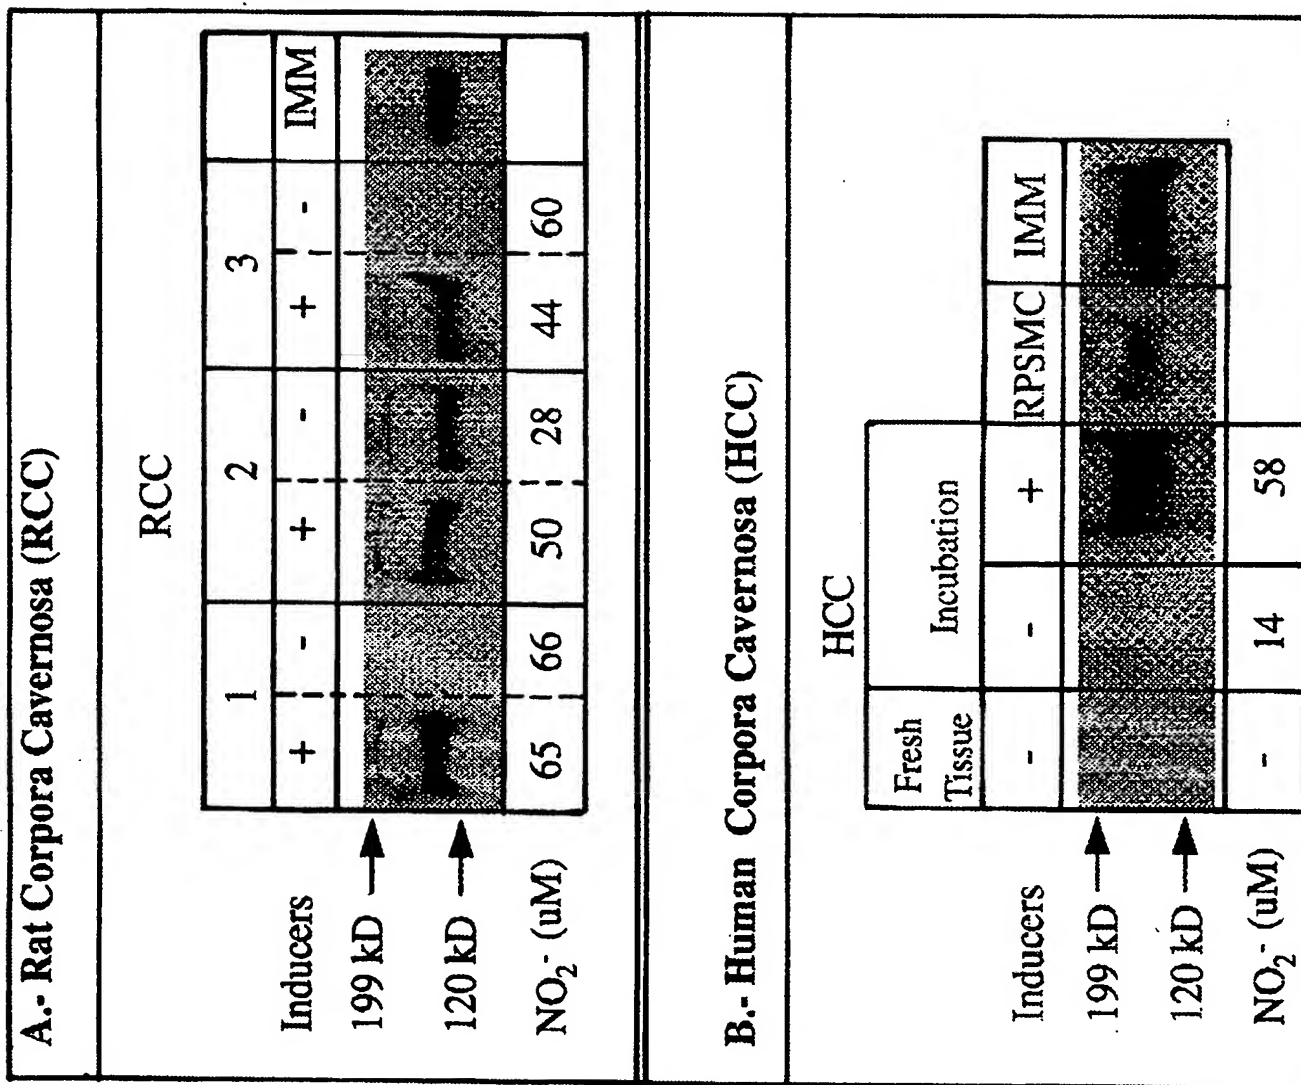 A.- Rat Corpora Cavernosa (RCC)
RCC
1 2 3
Inducers + - + - + - IMM
199 kD
120 kD
NO₂⁻ (uM) 65 66 50 28 44 60
B.- Human Corpora Cavernosa (HCC)
HCC
Fresh Tissue Incubation
Inducers - - + RPSMC IMM
199 kD
120 kD
NO₂⁻ (uM) - 14 58